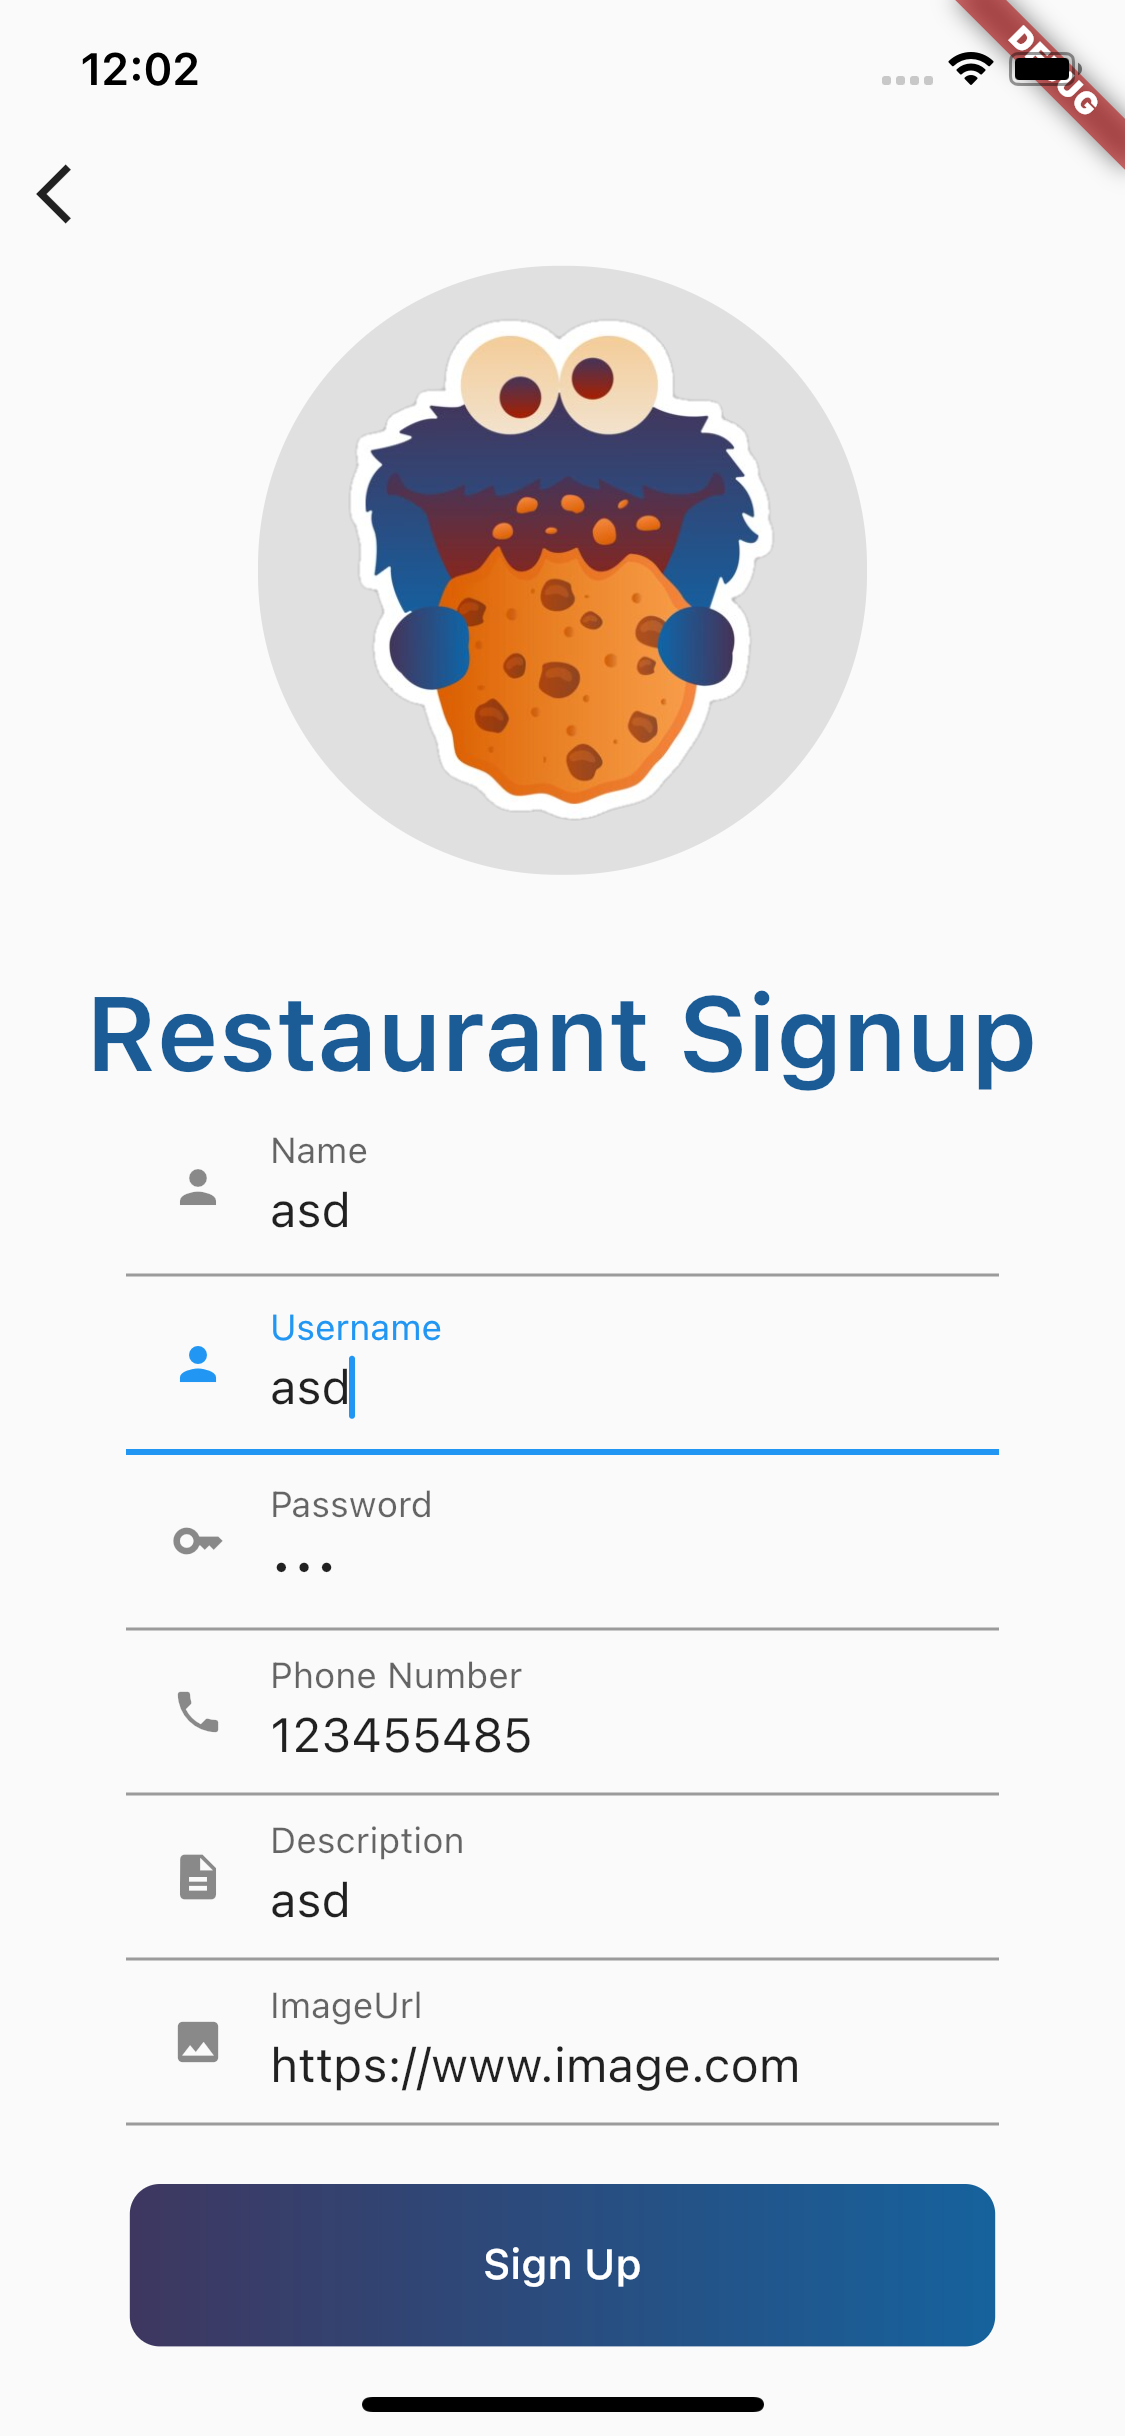 12:02
DEBUG
Restaurant Signup
Name
asd
Username
asd
Password
•••
Phone Number
123455485
Description
asd
ImageUrl
https://www.image.com
Sign Up